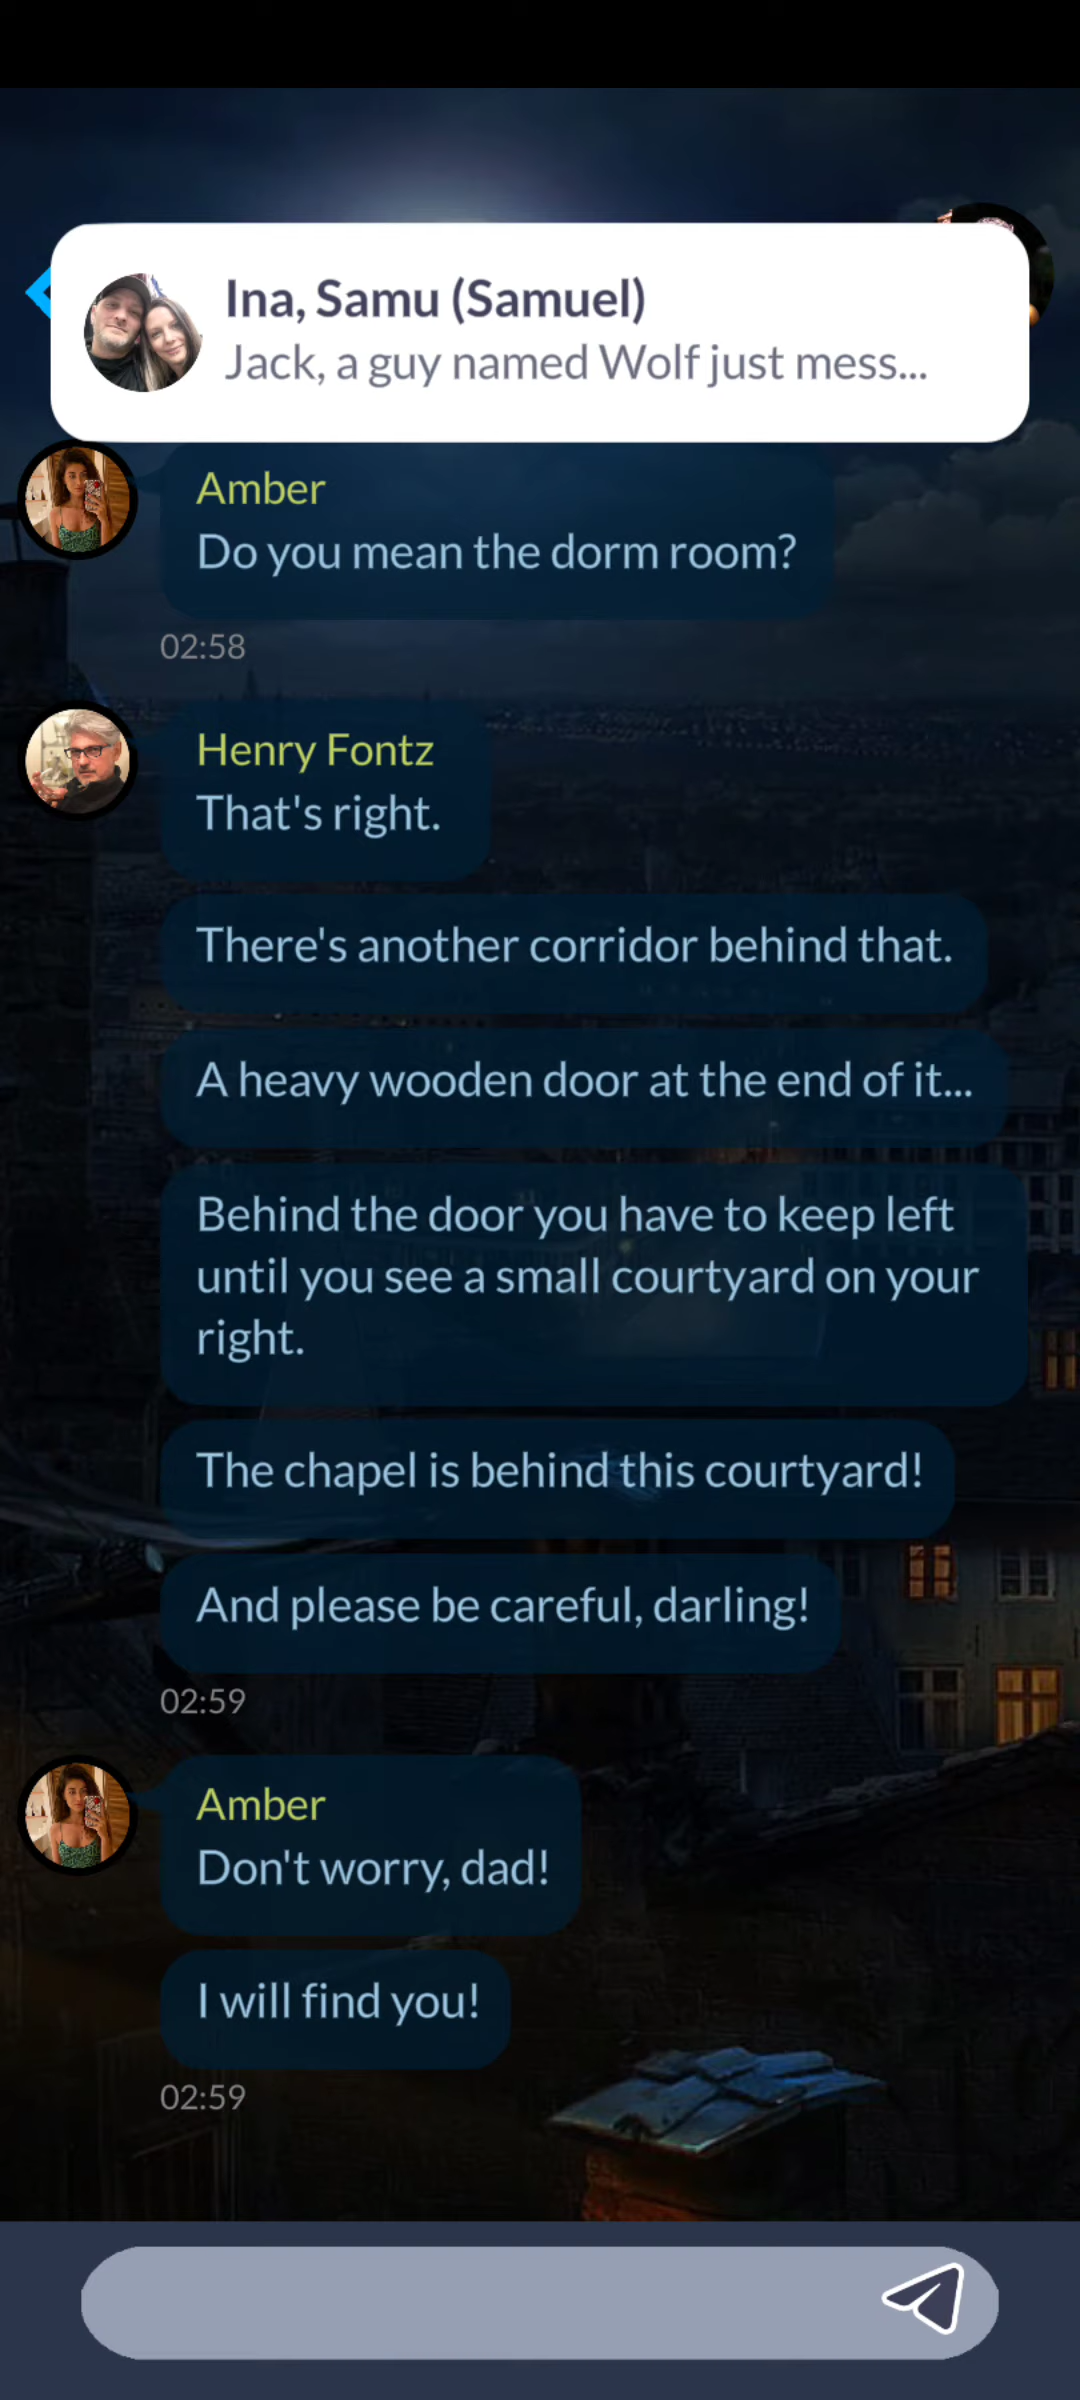 Ina, Samu (Samuel)
Jack, a guy named Wolf just mess...
Amber
Do you mean the dorm room?
02:58
Henry Fontz
That's right.
There's another corridor behind that.
A heavy wooden door at the end of it...
Behind the door you have to keep left
until you see a small courtyard on your
right.
The chapel is behind this courtyard!
And please be careful, darling!
02:59
Amber
Don't worry, dad!
I will find you!
02:59